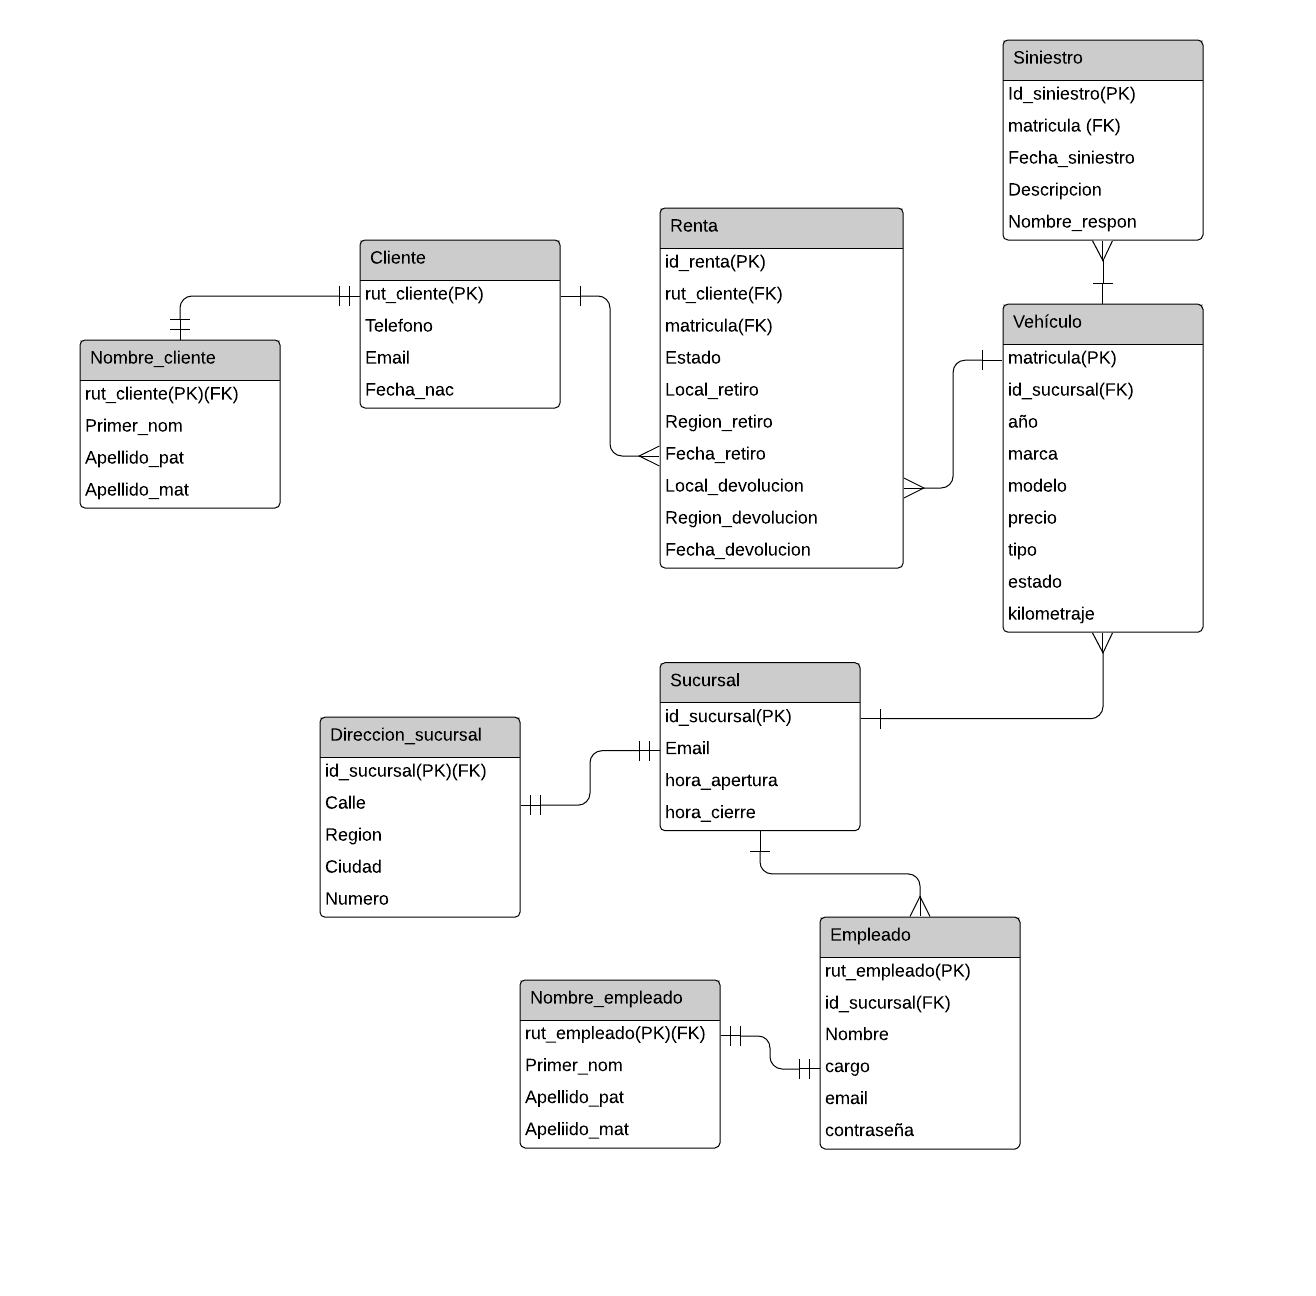 Siniestro
Id_siniestro(PK)
matricula (FK)
Fecha_siniestro
Descripcion
Nombre_respon
Renta
id_renta(PK)
rut_cliente(FK)
matricula(FK)
Estado
Local_retiro
Region_retiro
Fecha_retiro
Local_devolucion
Region_devolucion
Fecha_devolucion
Cliente
rut_cliente(PK)
Telefono
Email
Fecha_nac
Nombre_cliente
rut_cliente(PK)(FK)
Primer_nom
Apellido_pat
Apellido_mat
Vehículo
matricula(PK)
id_sucursal(FK)
año
marca
modelo
precio
tipo
estado
kilometraje
Sucursal
id_sucursal(PK)
Email
hora_apertura
hora_cierre
Direccion_sucursal
id_sucursal(PK)(FK)
Calle
Region
Ciudad
Numero
Empleado
rut_empleado(PK)
id_sucursal(FK)
Nombre
cargo
email
contraseña
Nombre_empleado
rut_empleado(PK)(FK)
Primer_nom
Apellido_pat
Apeliido_mat